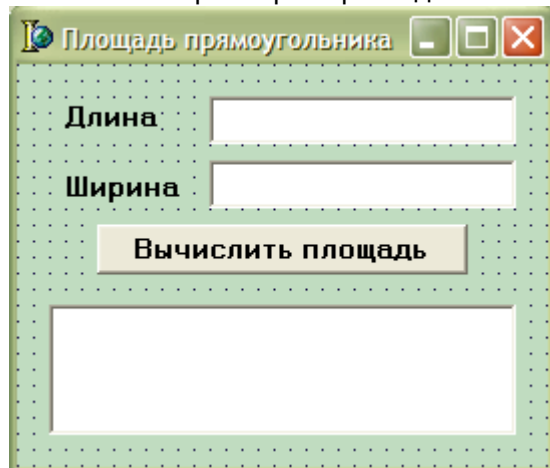 Площадь прямоугольника
Длина
Ширина
Вычислить площадь